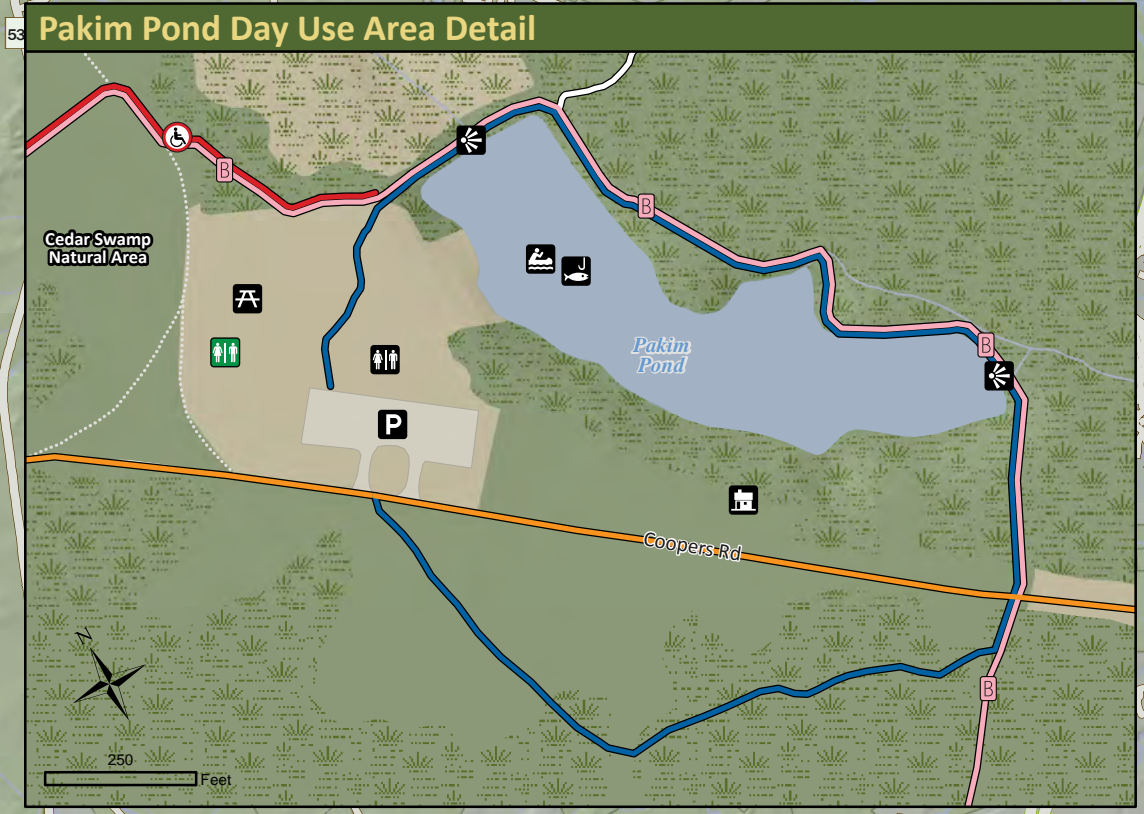 Pakim Pond Day Use Area Detail
53
B
B
Cedar Swamp
Natural Area
Pakim
Pond
B
P
Coopers Rd
N
B
250
Feet